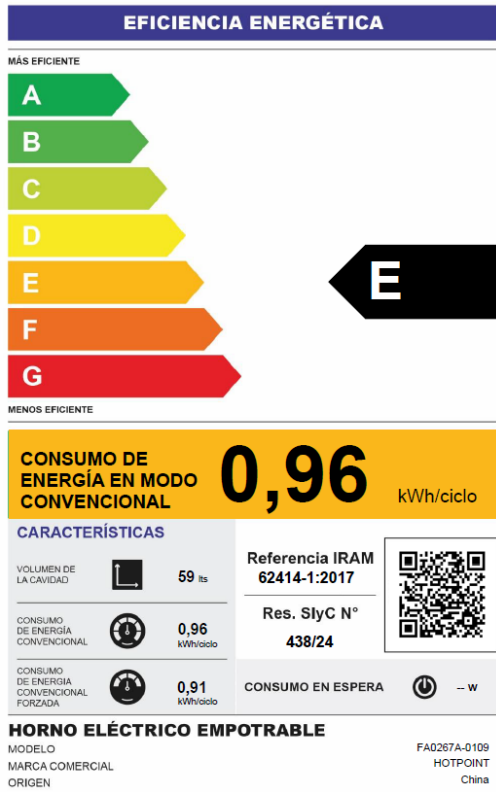 EFICIENCIA ENERGÉTICA
MÁS EFICIENTE
A
B
C
D
E
E
F
G
MENOS EFICIENTE
CONSUMO DE
ENERGÍA EN MODO
CONVENCIONAL
0,96
kWh/ciclo
CARACTERÍSTICAS
VOLUMEN DE
LA CAVIDAD
59 lts
CONSUMO
DE ENERGÍA
CONVENCIONAL
0,96
kWh/ciclo
CONSUMO
DE ENERGIA
CONVENCIONAL
FORZADA
0,91
kWh/ciclo
Referencia IRAM
62414-1:2017
Res. SIyC N°
438/24
CONSUMO EN ESPERA
-- W
HORNO ELÉCTRICO EMPOTRABLE
MODELO FA0267A-0109
MARCA COMERCIAL HOTPOINT
ORIGEN China